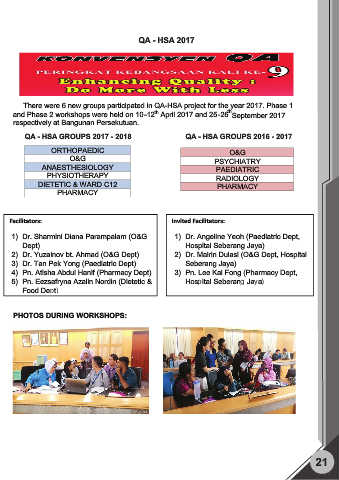 QA - HSA 2017
KONVENSYEN QA
PERINGKAT KEBANGSAAN KALI KE-9
Enhancing Quality :
Do More With Less
There were 6 new groups participated in QA-HSA project for the year 2017. Phase 1
and Phase 2 workshops were held on 10–12th April 2017 and 25-26th September 2017
respectively at Bangunan Persekutuan.
QA - HSA GROUPS 2017 - 2018
ORTHOPAEDIC
O&G
ANAESTHESIOLOGY
PHYSIOTHERAPY
DIETETIC & WARD C12
PHARMACY
QA - HSA GROUPS 2016 - 2017
O&G
PSYCHIATRY
PAEDIATRIC
RADIOLOGY
PHARMACY
Facilitators:
1) Dr. Sharmini Diana Parampalam (O&G
Dept)
2) Dr. Yuzainov bt. Ahmad (O&G Dept)
3) Dr. Tan Pek Yong (Paediatric Dept)
4) Pn. Atisha Abdul Hanif (Pharmacy Dept)
5) Pn. Eezsafryna Azalin Nordin (Dietetic &
Food Dept)
Invited Facilitators:
1) Dr. Angeline Yeoh (Paediatric Dept,
Hospital Seberang Jaya)
2) Dr. Mairin Dulasi (O&G Dept, Hospital
Seberang Jaya)
3) Pn. Lee Kai Fong (Pharmacy Dept,
Hospital Seberang Jaya)
PHOTOS DURING WORKSHOPS:
21